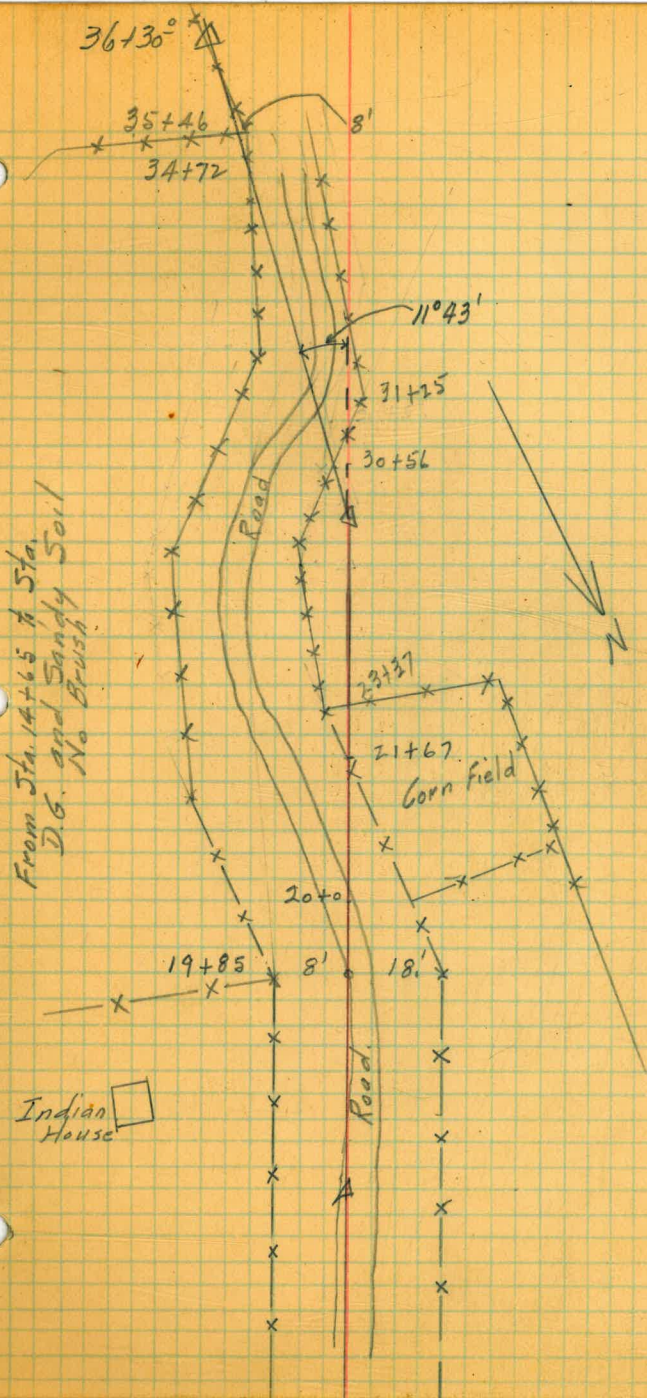 36+30⁰
35+46
8'
34+72
11°43'
31+25
30+56
Road
From Sta. 14+65 to Sta.
D.G. and Sandy Soil
No Brush
N
23+37
21+67
Corn Field
20+0
19+85
8'
18'
Road.
Indian
House